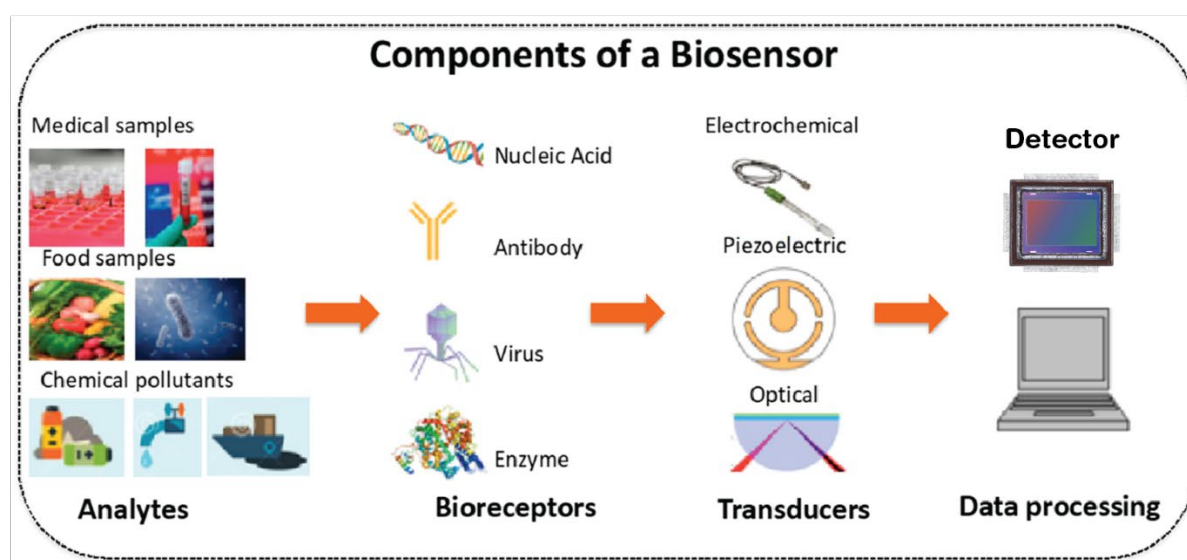 Components of a Biosensor
Medical samples
Food samples
Chemical pollutants
Analytes
Nucleic Acid
Antibody
Virus
Enzyme
Bioreceptors
Electrochemical
Piezoelectric
Optical
Transducers
Detector
Data processing